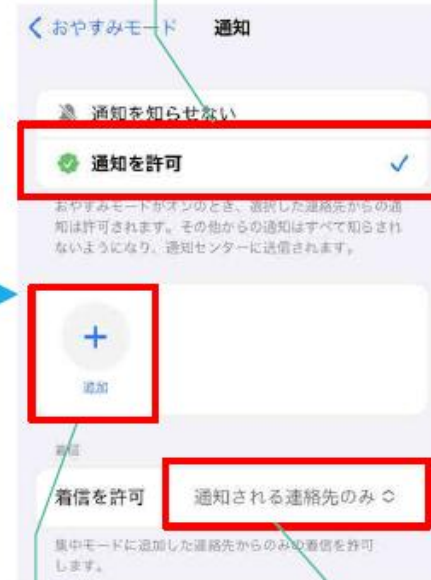 おやすみモード
通知
通知を知らせない
通知を許可
おやすみモードがオンのとき、選択した連絡先からの通
知は許可されます。その他からの通知はすべて知らされ
ないようになり、通知センターに送信されます。
追加
着信
着信を許可
通知される連絡先のみ
集中モードに追加した連絡先からのみの着信を許可
します。